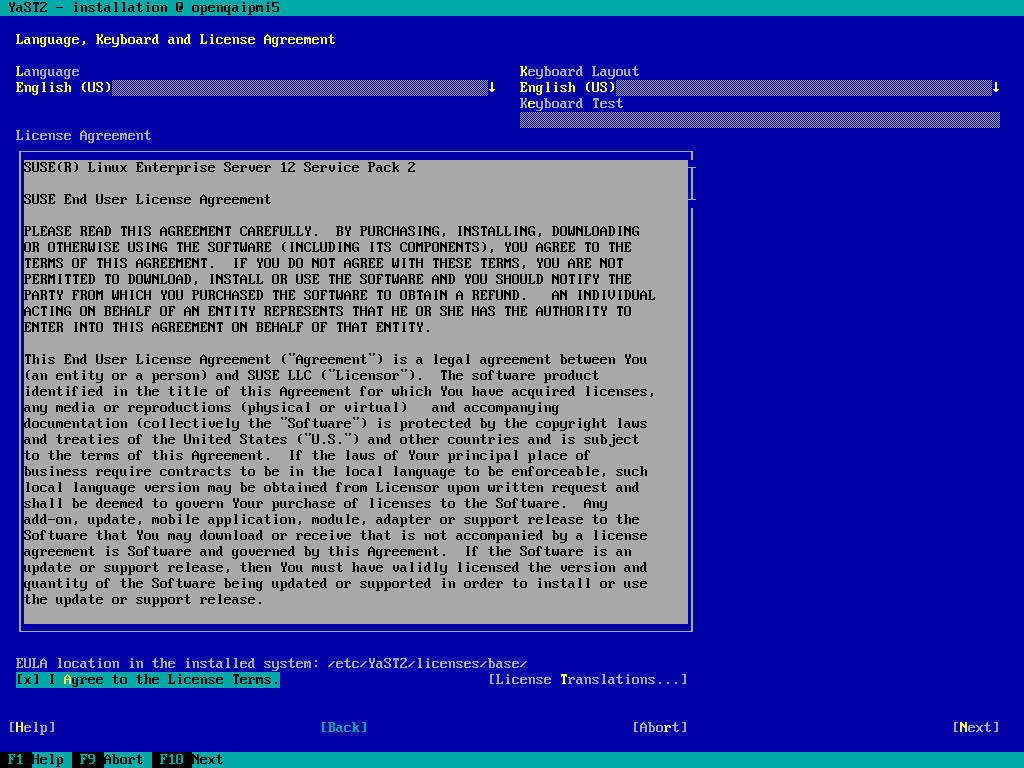 YaST2 - installation @ openqaipmi5
Language, Keyboard and License Agreement
Language
Keyboard Layout
English (US)
English (US)
Keyboard Test
License Agreement
SUSE(R) Linux Enterprise Server 12 Service Pack 2
SUSE End User License Agreement
PLEASE READ THIS AGREEMENT CAREFULLY.  BY PURCHASING, INSTALLING, DOWNLOADING
OR OTHERWISE USING THE SOFTWARE (INCLUDING ITS COMPONENTS), YOU AGREE TO THE
TERMS OF THIS AGREEMENT.  IF YOU DO NOT AGREE WITH THESE TERMS, YOU ARE NOT
PERMITTED TO DOWNLOAD, INSTALL OR USE THE SOFTWARE AND YOU SHOULD NOTIFY THE
PARTY FROM WHICH YOU PURCHASED THE SOFTWARE TO OBTAIN A REFUND.   AN INDIVIDUAL
ACTING ON BEHALF OF AN ENTITY REPRESENTS THAT HE OR SHE HAS THE AUTHORITY TO
ENTER INTO THIS AGREEMENT ON BEHALF OF THAT ENTITY.
This End User License Agreement ("Agreement") is a legal agreement between You
(an entity or a person) and SUSE LLC ("Licensor").  The software product
identified in the title of this Agreement for which You have acquired licenses,
any media or reproductions (physical or virtual)   and accompanying
documentation (collectively the "Software") is protected by the copyright laws
and treaties of the United States ("U.S.") and other countries and is subject
to the terms of this Agreement.  If the laws of Your principal place of
business require contracts to be in the local language to be enforceable, such
local language version may be obtained from Licensor upon written request and
shall be deemed to govern Your purchase of licenses to the Software.  Any
add-on, update, mobile application, module, adapter or support release to the
Software that You may download or receive that is not accompanied by a license
agreement is Software and governed by this Agreement.  If the Software is an
update or support release, then You must have validly licensed the version and
quantity of the Software being updated or supported in order to install or use
the update or support release.
EULA location in the installed system: /etc/YaST2/licenses/base/
[x] I Agree to the License Terms.
[License Translations...]
[Help] [Back] [Abort] [Next]
F1 Help F9 Abort F10 Next